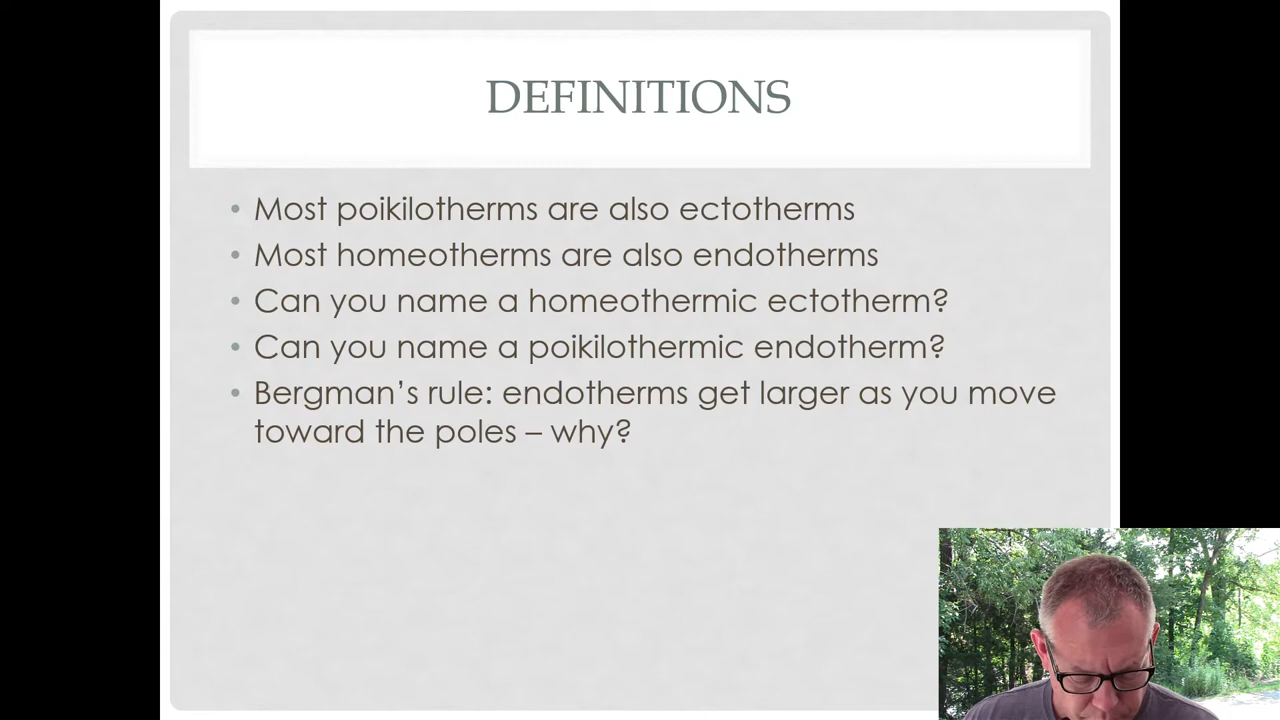 DEFINITIONS
• Most poikilotherms are also ectotherms
• Most homeotherms are also endotherms
• Can you name a homeothermic ectotherm?
• Can you name a poikilothermic endotherm?
• Bergman’s rule: endotherms get larger as you move
toward the poles – why?